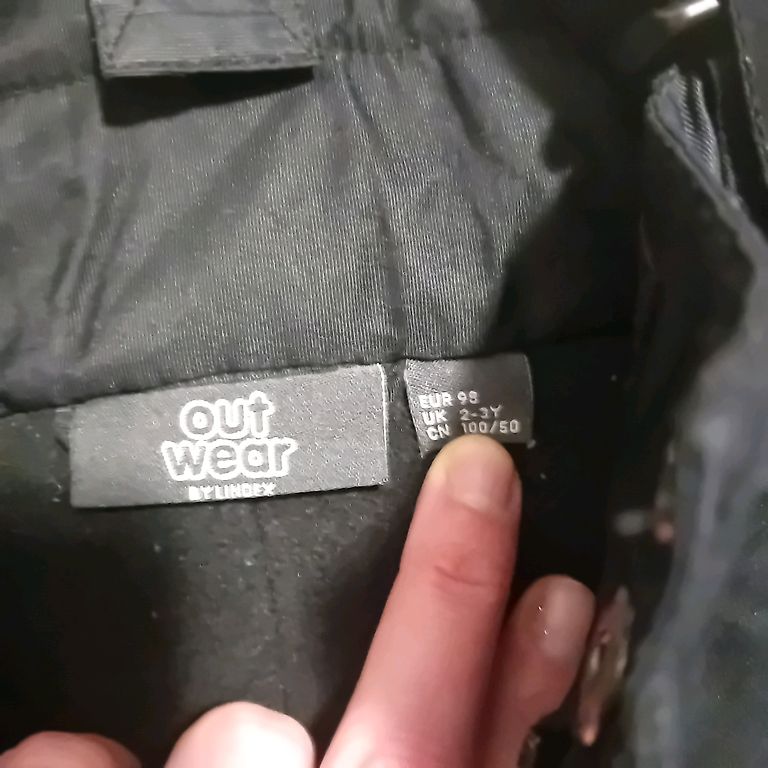 out
wear
BY LINDEX
EUR 98
UK 2-3Y
CN 100/50